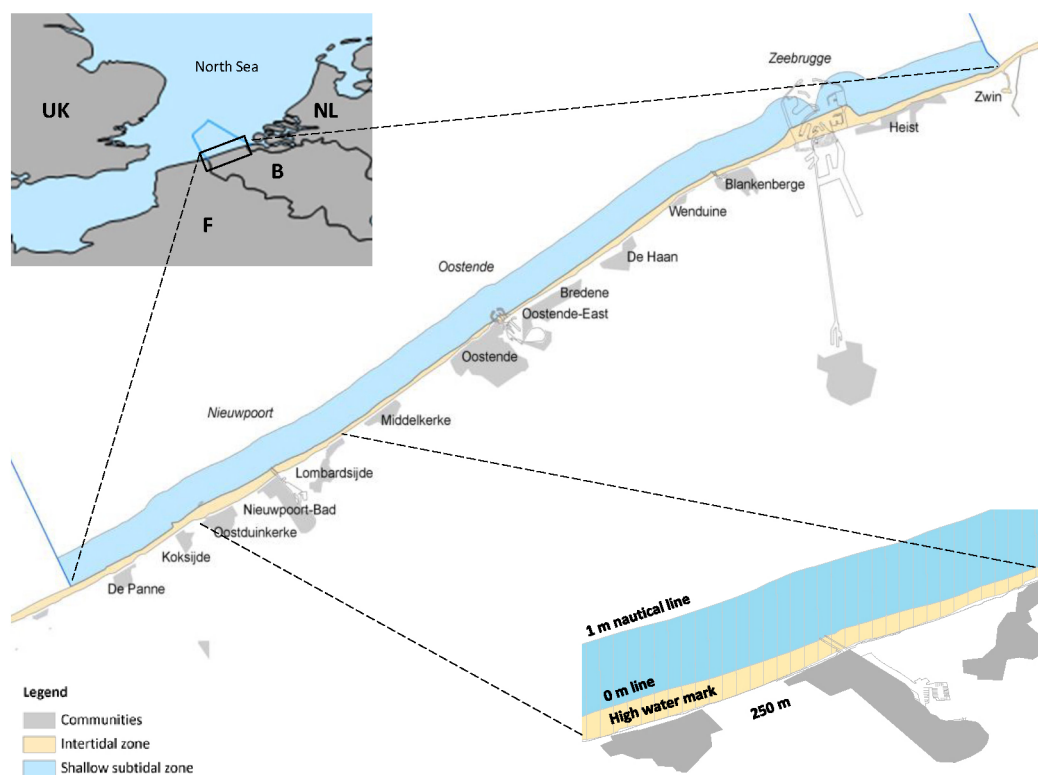 North Sea
UK
NL
B
F
Zeebrugge
Zwin
Heist
Blankenberge
Wenduine
De Haan
Oostende
Bredene
Oostende-East
Oostende
Middelkerke
Nieuwpoort
Lombardsijde
Nieuwpoort-Bad
Oostduinkerke
Koksijde
De Panne
1 m nautical line
0 m line
High water mark
250 m
Legend
Communities
Intertidal zone
Shallow subtidal zone